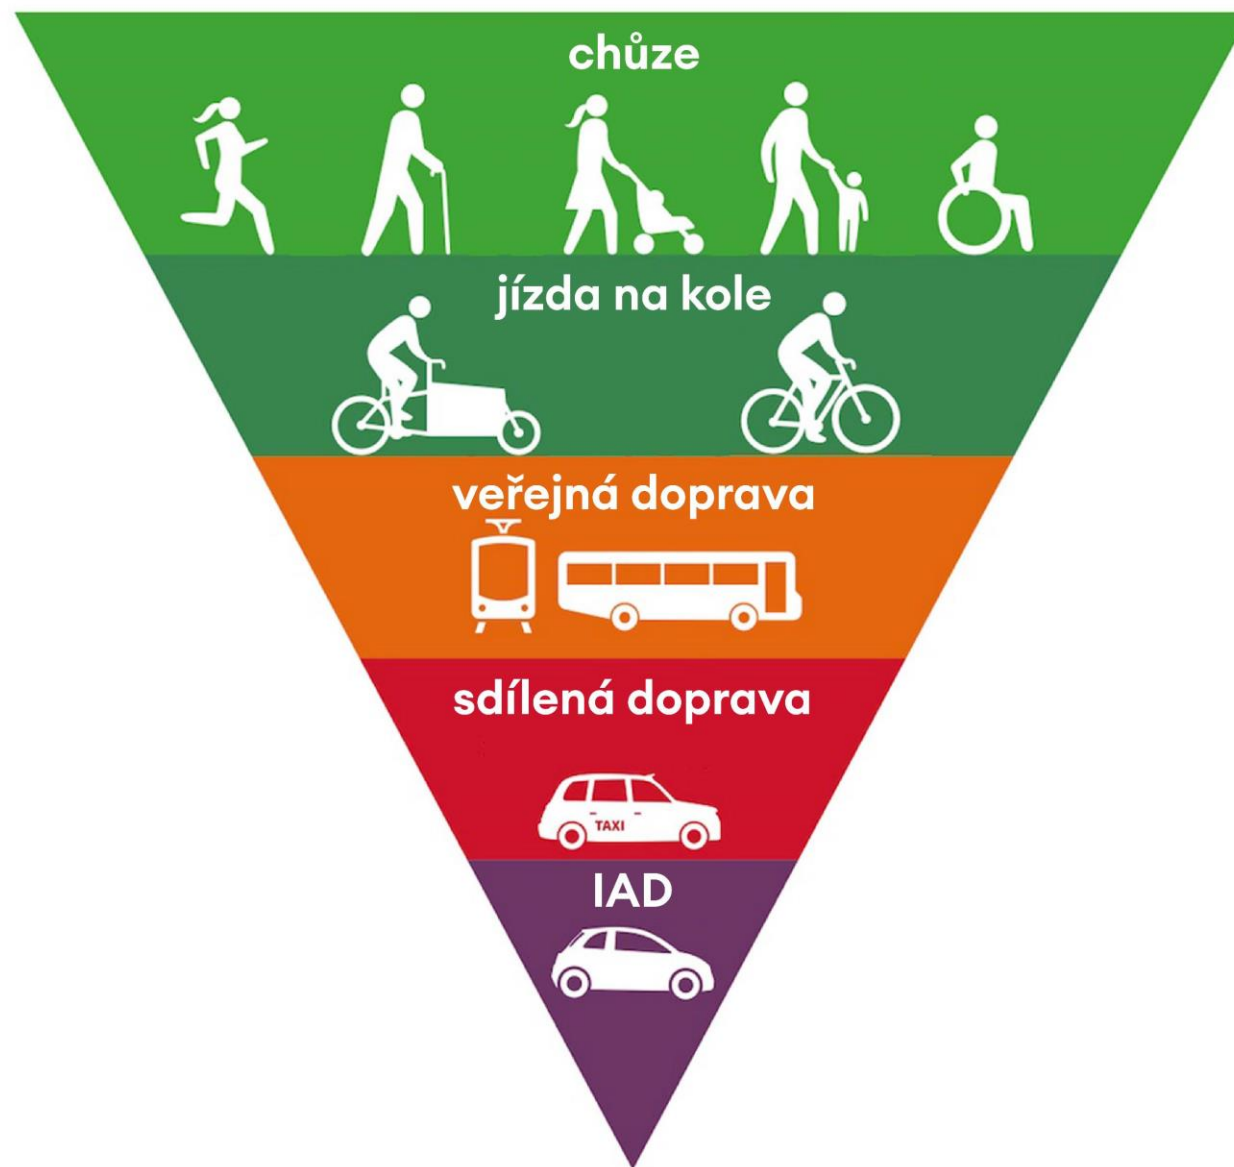 chůze
jízda na kole
veřejná doprava
sdílená doprava
TAXI
IAD